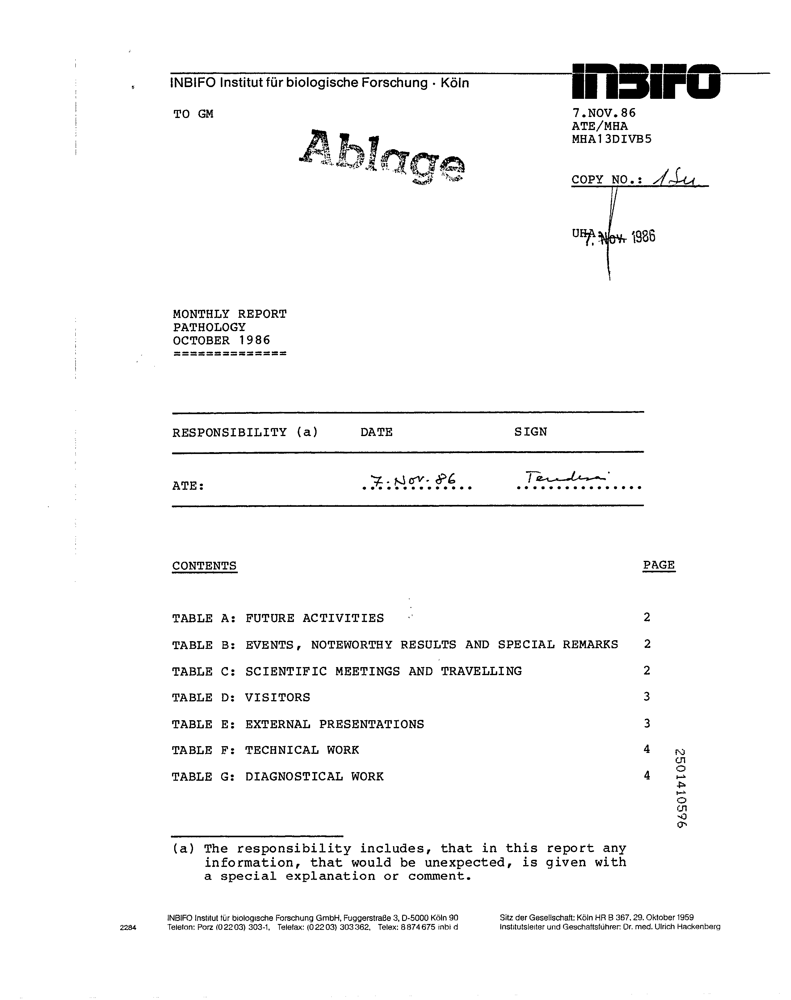 INBIFO Institut für biologische Forschung · Köln
INBIFO
TO GM
7.NOV.86
ATE/MHA
MHA13DIVB5
Ablage
COPY NO.: 1
7. Nov. 1986
MONTHLY REPORT
PATHOLOGY
OCTOBER 1986
==============
RESPONSIBILITY (a) DATE SIGN
ATE: 7. Nov. 86
CONTENTS PAGE
TABLE A: FUTURE ACTIVITIES 2
TABLE B: EVENTS, NOTEWORTHY RESULTS AND SPECIAL REMARKS 2
TABLE C: SCIENTIFIC MEETINGS AND TRAVELLING 2
TABLE D: VISITORS 3
TABLE E: EXTERNAL PRESENTATIONS 3
TABLE F: TECHNICAL WORK 4
TABLE G: DIAGNOSTICAL WORK 4
2501410596
(a) The responsibility includes, that in this report any
information, that would be unexpected, is given with
a special explanation or comment.
INBIFO Institut für biologische Forschung GmbH, Fuggerstraße 3, D-5000 Köln 90
Telefon: Porz (02203) 303-1, Telefax: (02203) 303362, Telex: 8874675 inbi d
Sitz der Gesellschaft: Köln HR B 367, 29. Oktober 1959
Institutsleiter und Geschäftsführer: Dr. med. Ulrich Hackenberg
2284